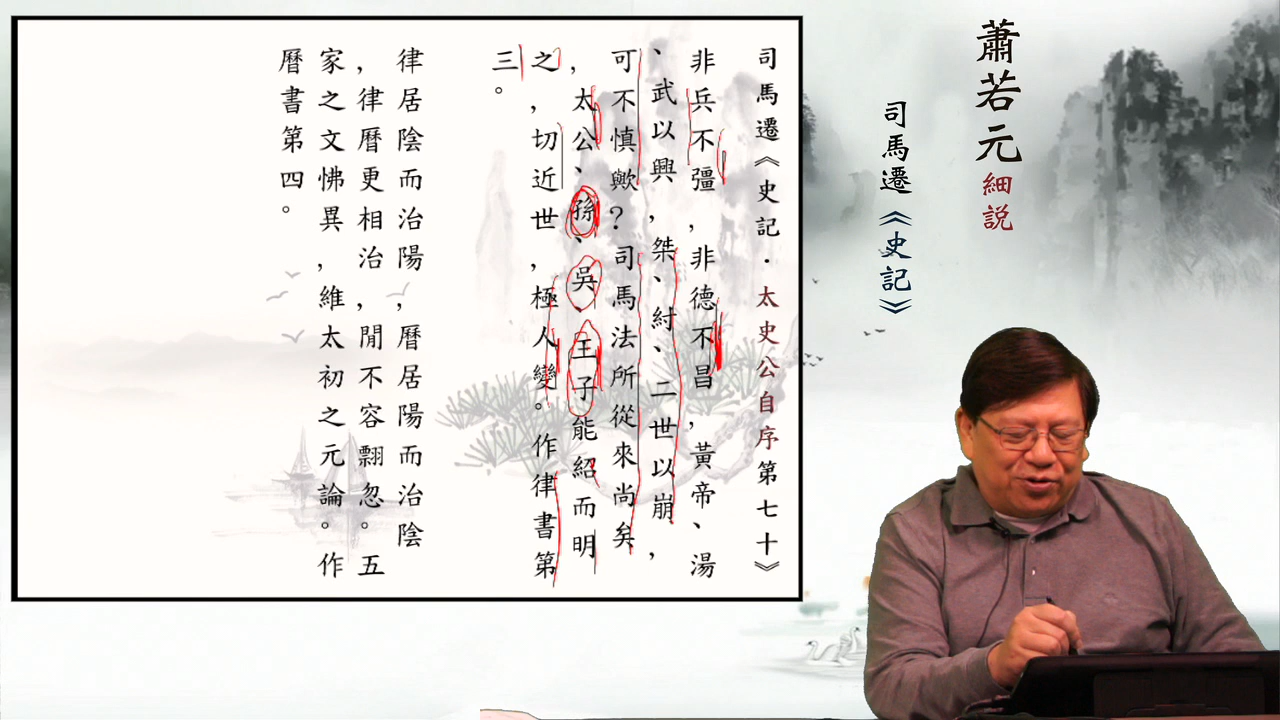 蕭若元細說
司馬遷《史記》
司馬遷《史記．太史公自序第七十》
非兵不彊，非德不昌，黃帝、湯
、武以興，桀、紂、二世以崩，
可不慎歟？司馬法所從來尚矣
，太公、孫、吳、王子能紹而明
之，切近世，極人變。作律書第
三。
律居陰而治陽，曆居陽而治陰
，律曆更相治，閒不容翲忽。五
家之文怫異，維太初之元論。作
曆書第四。